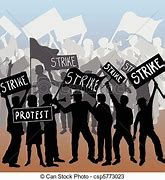 STRIKE
STRIKE
STRIKE
STRIKE
STRIKE
PROTEST
© Can Stock Photo - csp5773023